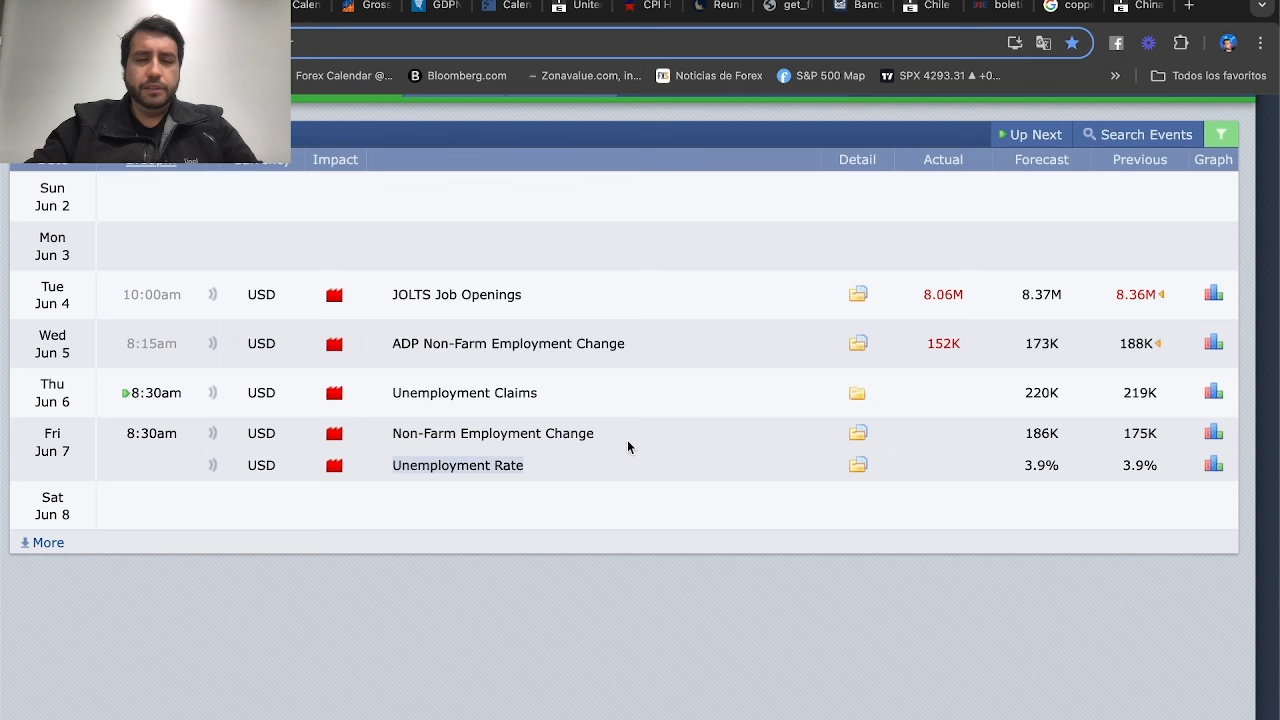 Calen Gross GDPN Calen Unite CPI H Reuni get_f Banc Chile bolet coppe China
Forex Calendar @... Bloomberg.com Zonavalue.com, in... FXS Noticias de Forex S&P 500 Map SPX 4293.31 ▲ +0... » Todos los favoritos
Up Next Search Events
Impact Detail Actual Forecast Previous Graph
Sun
Jun 2
Mon
Jun 3
Tue
Jun 4
10:00am USD JOLTS Job Openings 8.06M 8.37M 8.36M
Wed
Jun 5
8:15am USD ADP Non-Farm Employment Change 152K 173K 188K
Thu
Jun 6
8:30am USD Unemployment Claims 220K 219K
Fri
Jun 7
8:30am USD Non-Farm Employment Change 186K 175K
USD Unemployment Rate 3.9% 3.9%
Sat
Jun 8
More